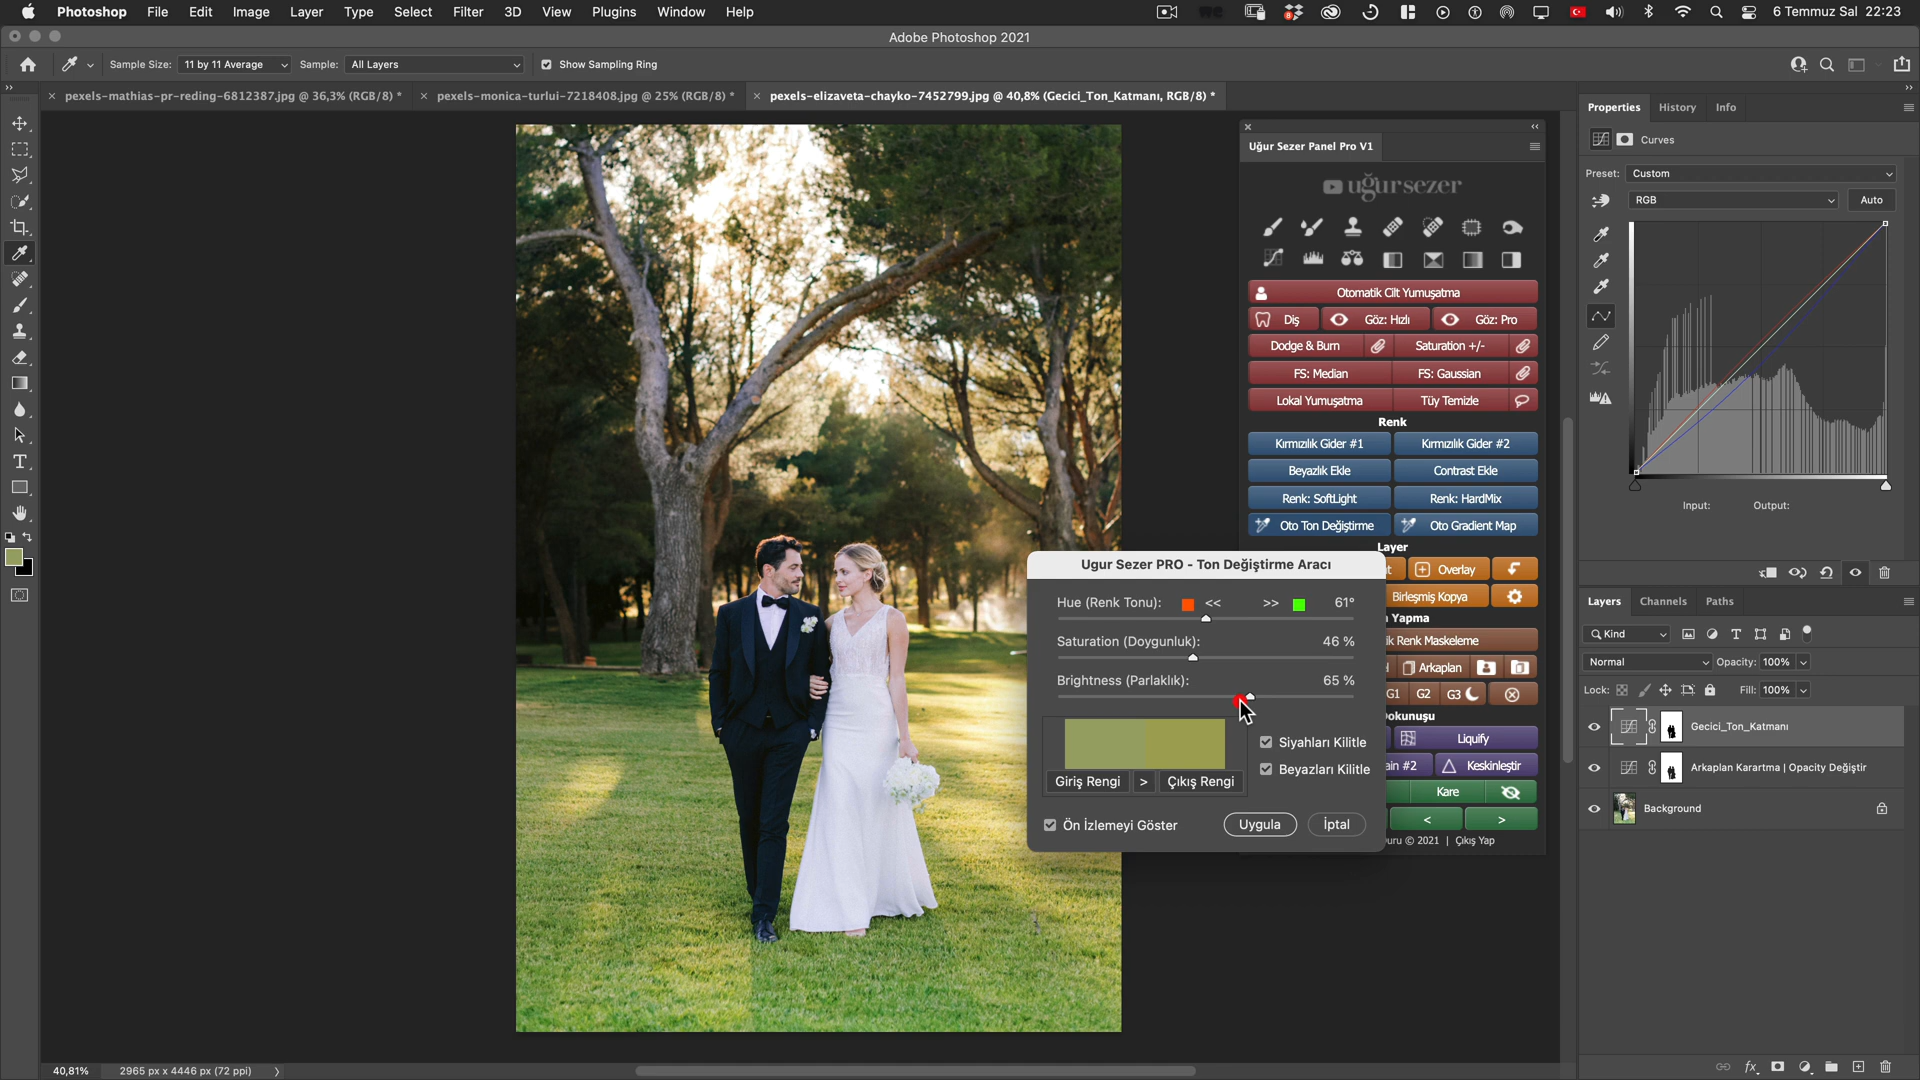 Photoshop File Edit Image Layer Type Select Filter 3D View Plugins Window Help 6 Temmuz Sal 22:23
Adobe Photoshop 2021
Sample Size: 11 by 11 Average Sample: All Layers Show Sampling Ring
pexels-mathias-pr-reding-6812387.jpg @ 36,3% (RGB/8) * pexels-monica-turlui-7218408.jpg @ 25% (RGB/8) * pexels-elizaveta-chayko-7452799.jpg @ 40,8% (Gecici_Ton_Katmanı, RGB/8) *
Uğur Sezer Panel Pro V1
uğursezer
Otomatik Cilt Yumuşatma
Diş Göz: Hızlı Göz: Pro
Dodge & Burn Saturation +/-
FS: Median FS: Gaussian
Lokal Yumuşatma Tüy Temizle
Renk
Kırmızılık Gider #1 Kırmızılık Gider #2
Beyazlık Ekle Contrast Ekle
Renk: SoftLight Renk: HardMix
Oto Ton Değiştirme Oto Gradient Map
Layer
Overlay
Birleşmiş Kopya
Yapma
Renk Maskeleme
Arkaplan
G1 G2 G3
Dokunuşu
Liquify
#2 Keskinleştir
Kare
< >
© 2021 | Çıkış Yap
Ugur Sezer PRO - Ton Değiştirme Aracı
Hue (Renk Tonu): << >> 61°
Saturation (Doygunluk): 46 %
Brightness (Parlaklık): 65 %
Siyahları Kilitle
Beyazları Kilitle
Giriş Rengi > Çıkış Rengi
Ön İzlemeyi Göster Uygula İptal
Properties History Info
Curves
Preset: Custom
RGB Auto
Input: Output:
Layers Channels Paths
Kind
Normal Opacity: 100%
Lock: Fill: 100%
Gecici_Ton_Katmanı
Arkaplan Karartma | Opacity Değiştir
Background
40,81% 2965 px x 4446 px (72 ppi)